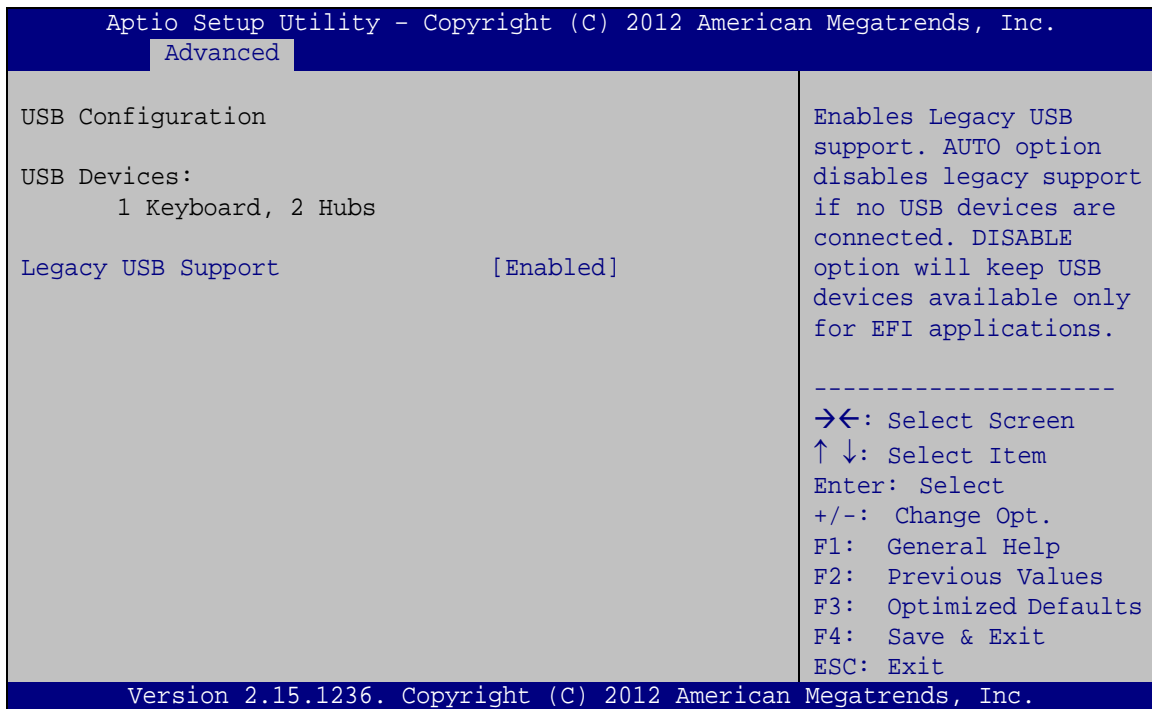 Aptio Setup Utility – Copyright (C) 2012 American Megatrends, Inc.
Advanced
USB Configuration
USB Devices:
1 Keyboard, 2 Hubs
Legacy USB Support [Enabled]
Enables Legacy USB
support. AUTO option
disables legacy support
if no USB devices are
connected. DISABLE
option will keep USB
devices available only
for EFI applications.
---------------------
→←: Select Screen
↑ ↓: Select Item
Enter: Select
+/-: Change Opt.
F1: General Help
F2: Previous Values
F3: Optimized Defaults
F4: Save & Exit
ESC: Exit
Version 2.15.1236. Copyright (C) 2012 American Megatrends, Inc.